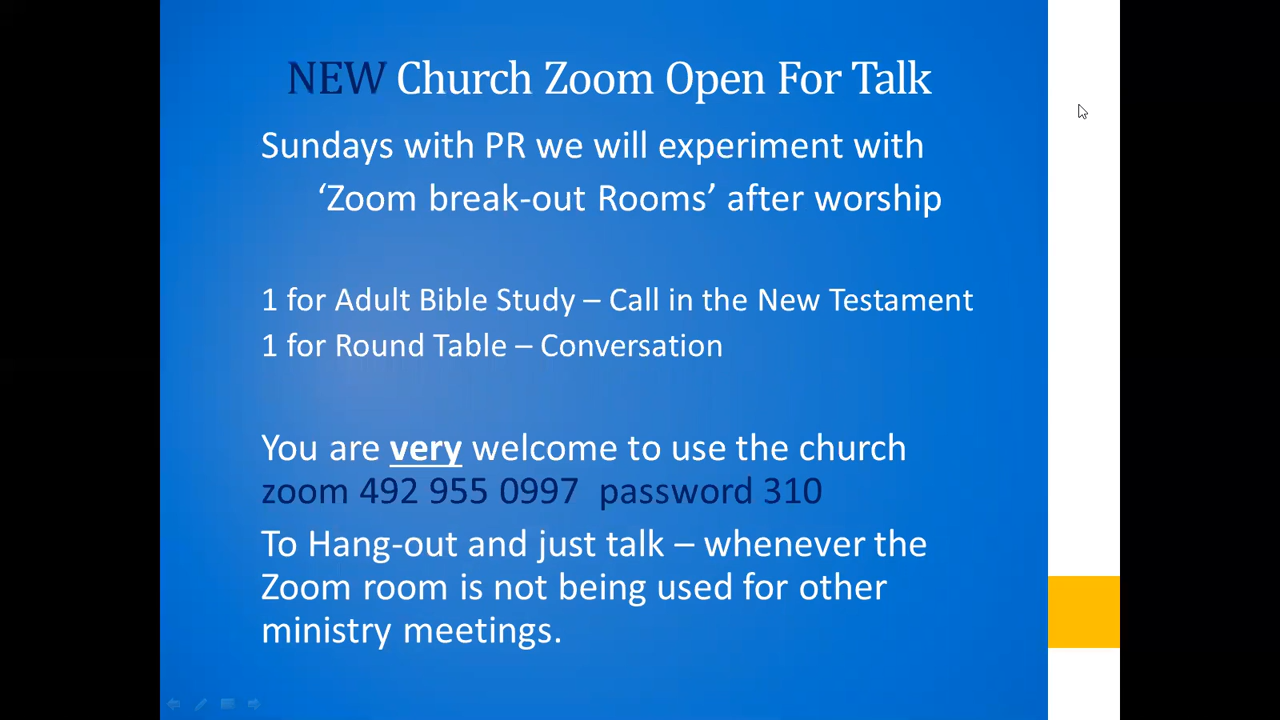 NEW Church Zoom Open For Talk
Sundays with PR we will experiment with
‘Zoom break-out Rooms’ after worship
1 for Adult Bible Study – Call in the New Testament
1 for Round Table – Conversation
You are very welcome to use the church
zoom 492 955 0997  password 310
To Hang-out and just talk – whenever the
Zoom room is not being used for other
ministry meetings.